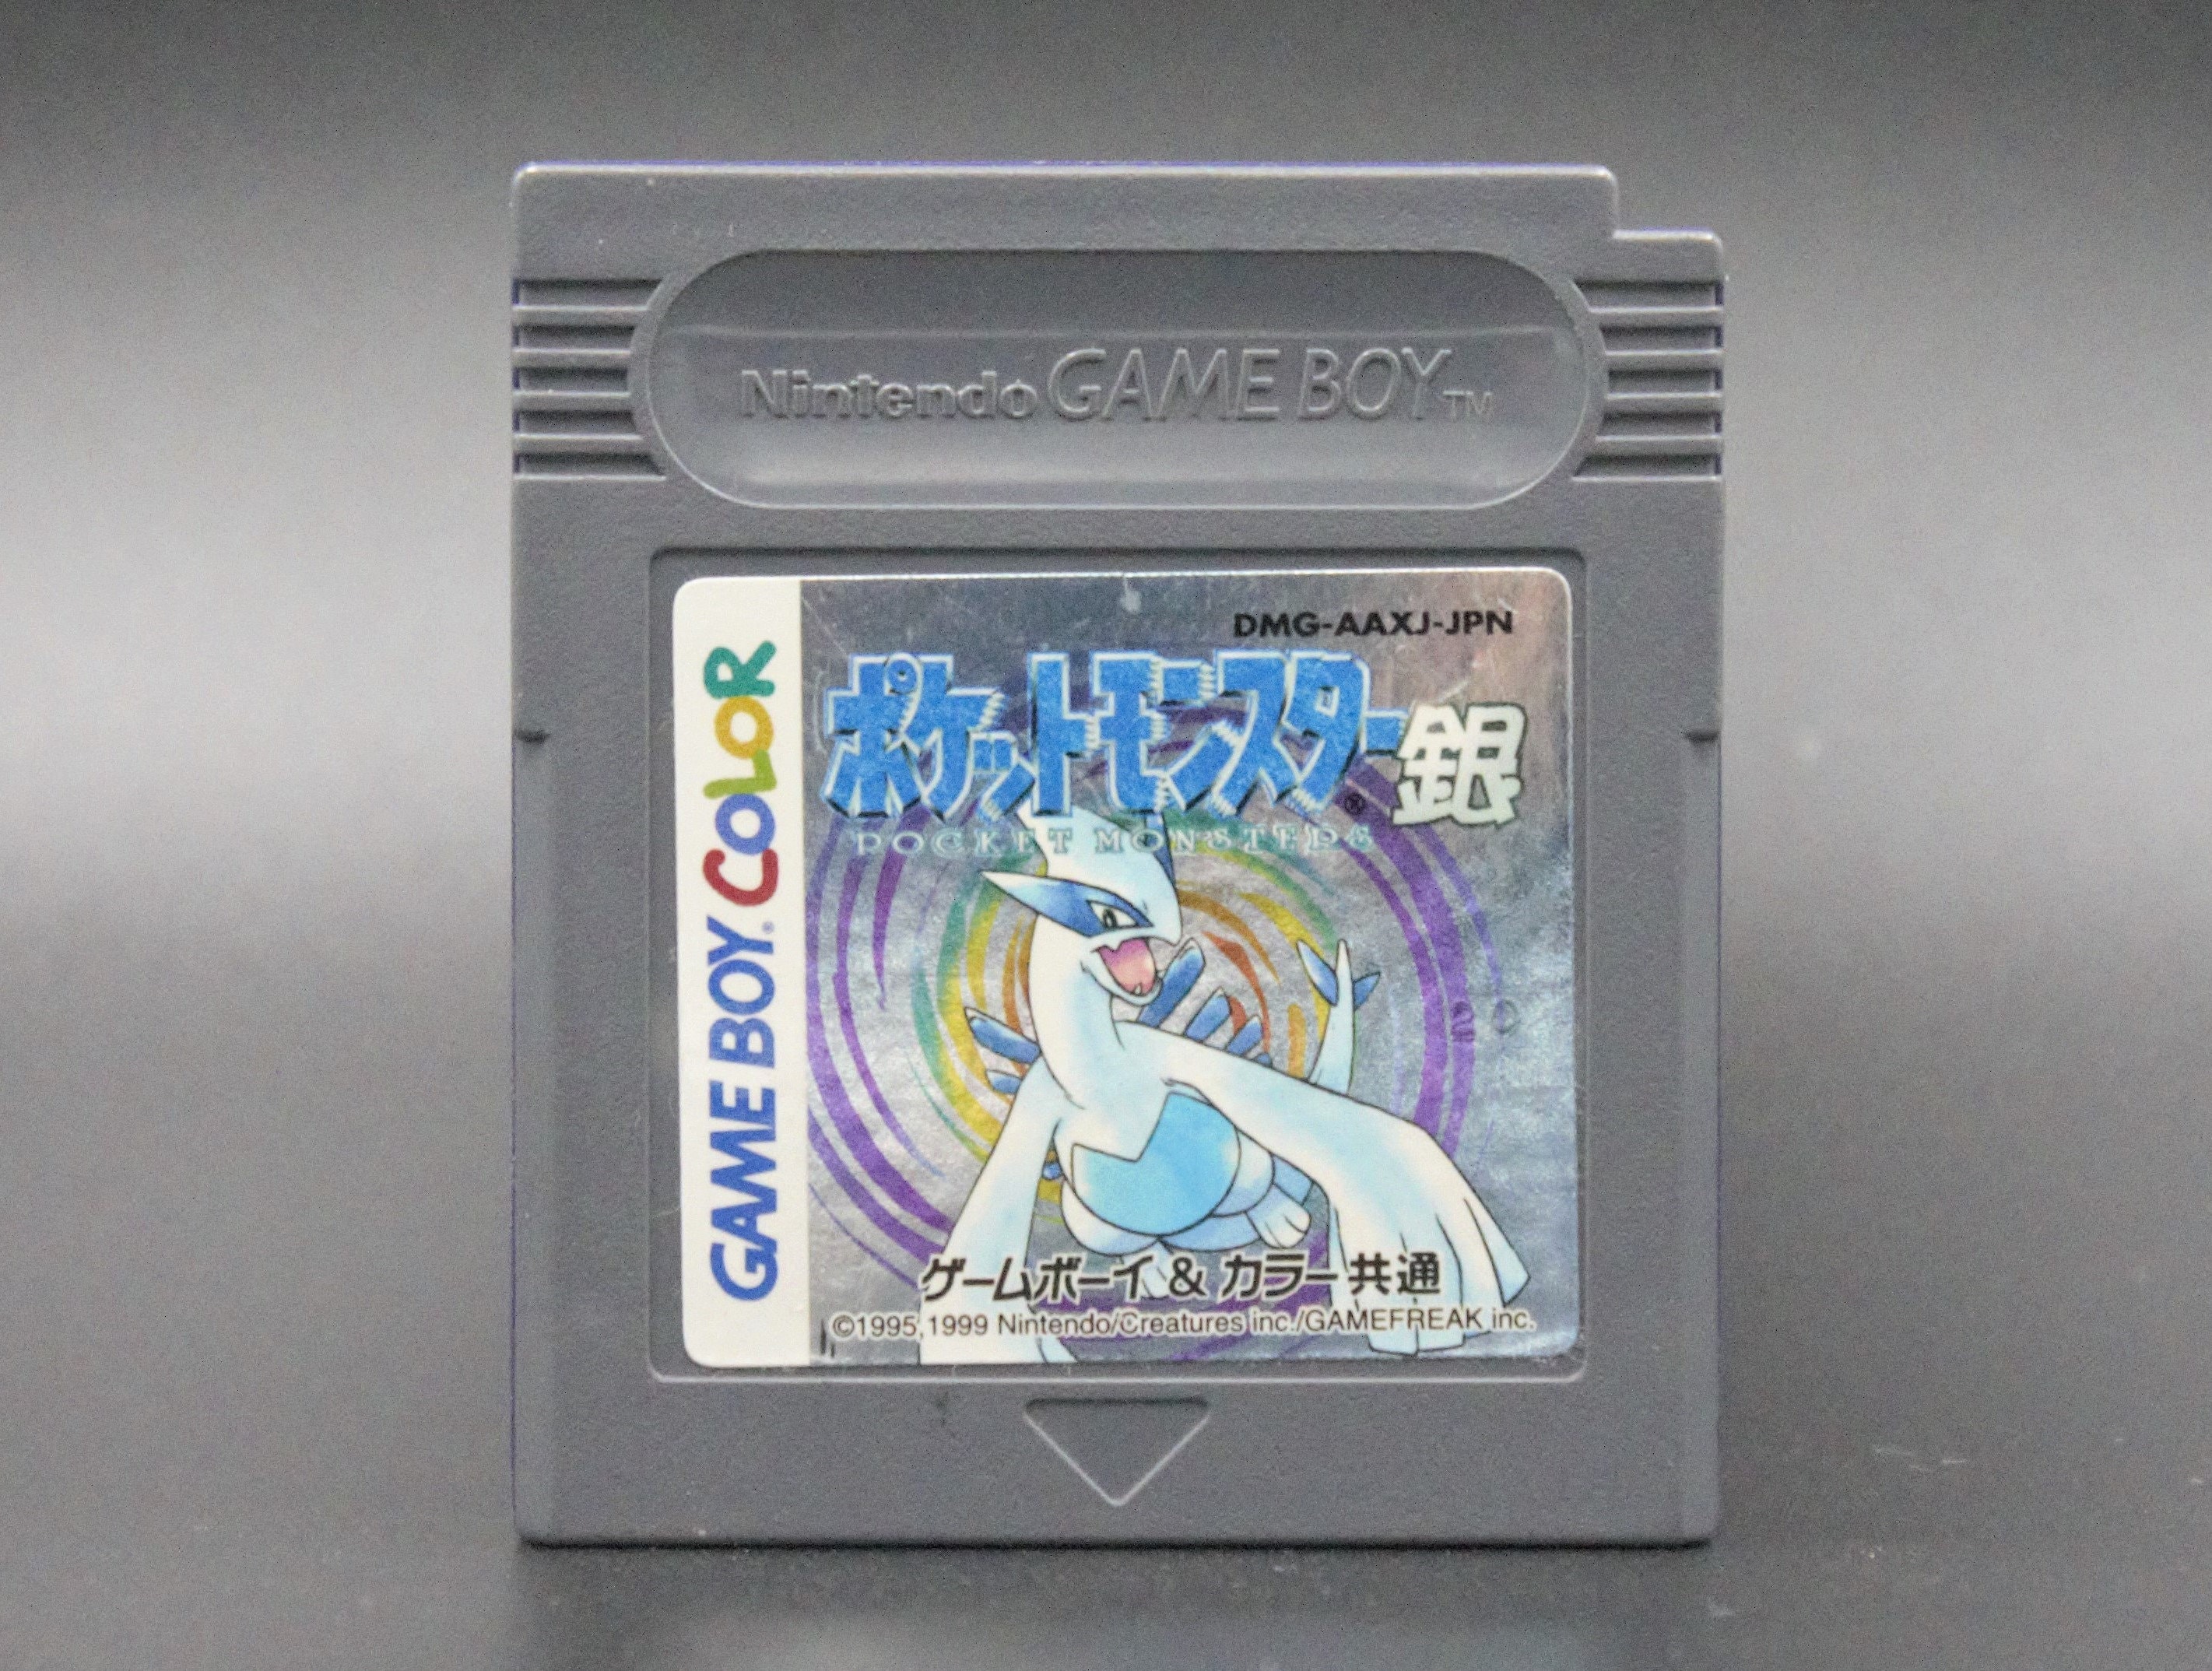 Nintendo GAME BOY TM
GAME BOY COLOR
DMG-AAXJ-JPN
ポケットモンスター銀
POCKET MONSTERS
ゲームボーイ & カラー共通
©1995,1999 Nintendo/Creatures inc./GAMEFREAK inc.